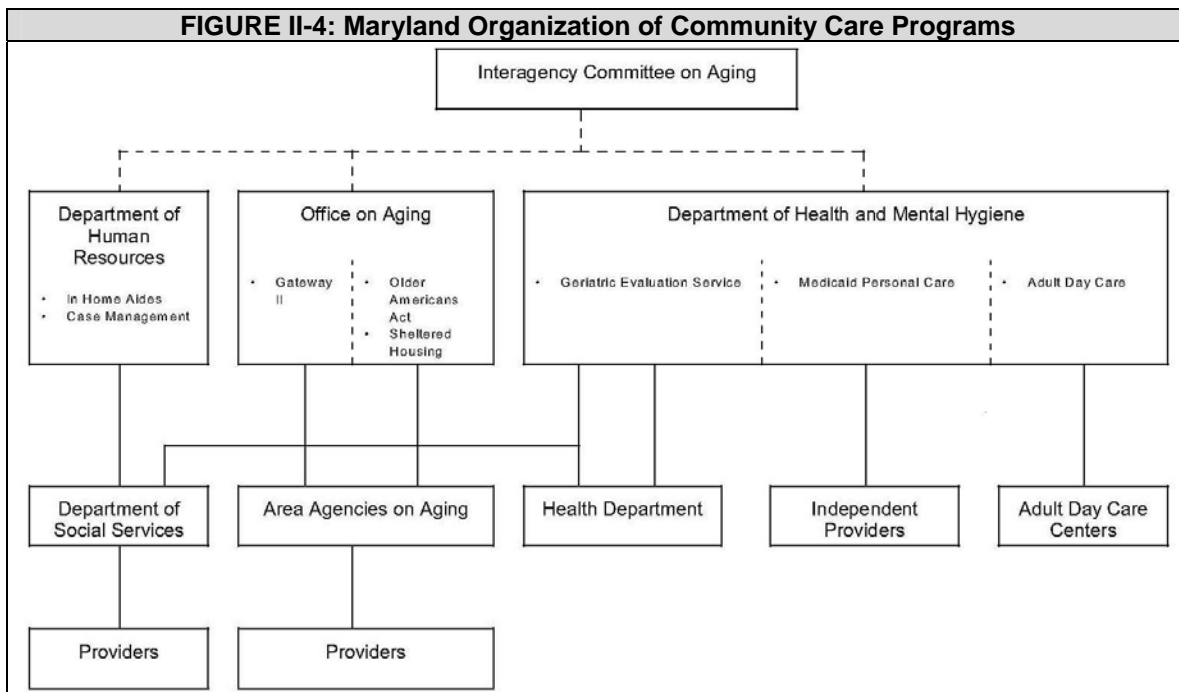 FIGURE II-4: Maryland Organization of Community Care Programs
Interagency Committee on Aging
Department of
Human
Resources
• In Home Aides
• Case Management
Office on Aging
• Gateway
II
• Older
Americans
Act
• Sheltered
Housing
Department of Health and Mental Hygiene
• Geriatric Evaluation Service
• Medicaid Personal Care
• Adult Day Care
Department of
Social Services
Area Agencies on Aging
Health Department
Independent
Providers
Adult Day Care
Centers
Providers
Providers